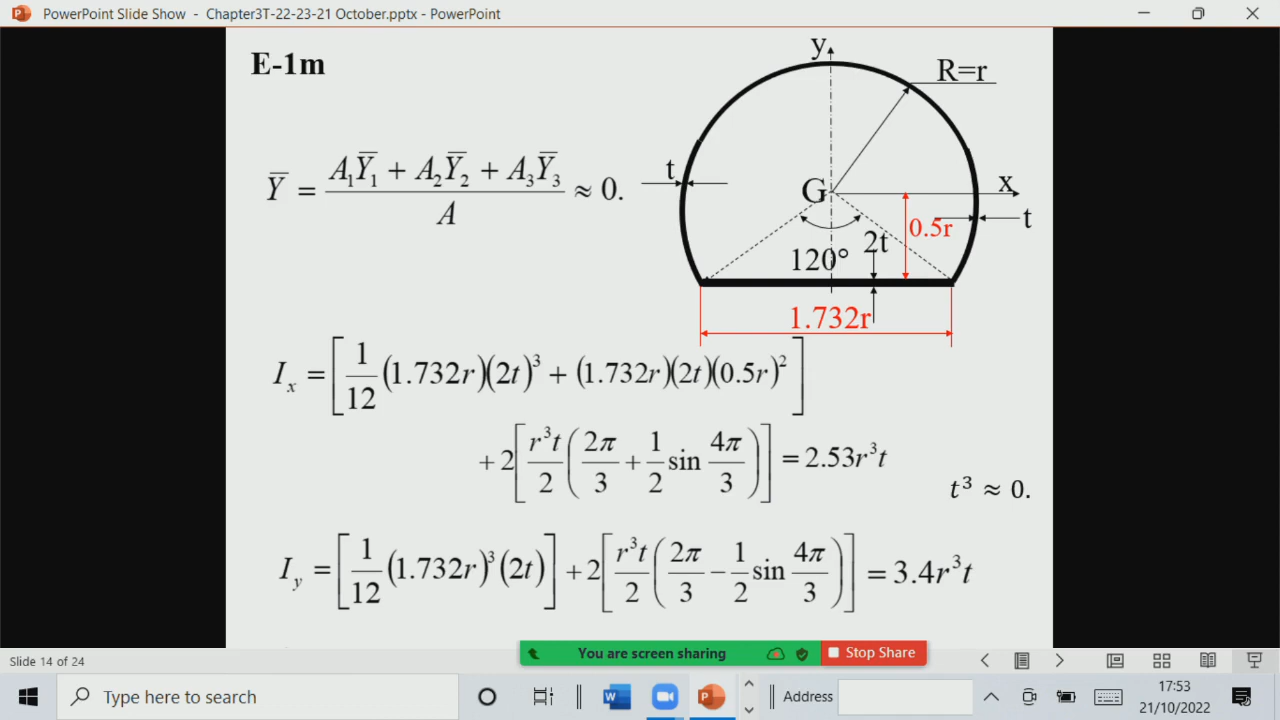 PowerPoint Slide Show - Chapter3T-22-23-21 October.pptx - PowerPoint
E-1m
y
R=r
t
G
x
t
0.5r
2t
120°
1.732r
Ȳ = (A₁Ȳ₁ + A₂Ȳ₂ + A₃Ȳ₃) / A ≈ 0.
Iₓ = [1/12 (1.732r)(2t)³ + (1.732r)(2t)(0.5r)²]
+ 2[r³t/2 (2π/3 + 1/2 sin 4π/3)] = 2.53r³t
t³ ≈ 0.
I_y = [1/12 (1.732r)³(2t)] + 2[r³t/2 (2π/3 − 1/2 sin 4π/3)] = 3.4r³t
Slide 14 of 24
You are screen sharing
Stop Share
Type here to search
Address
17:53
21/10/2022